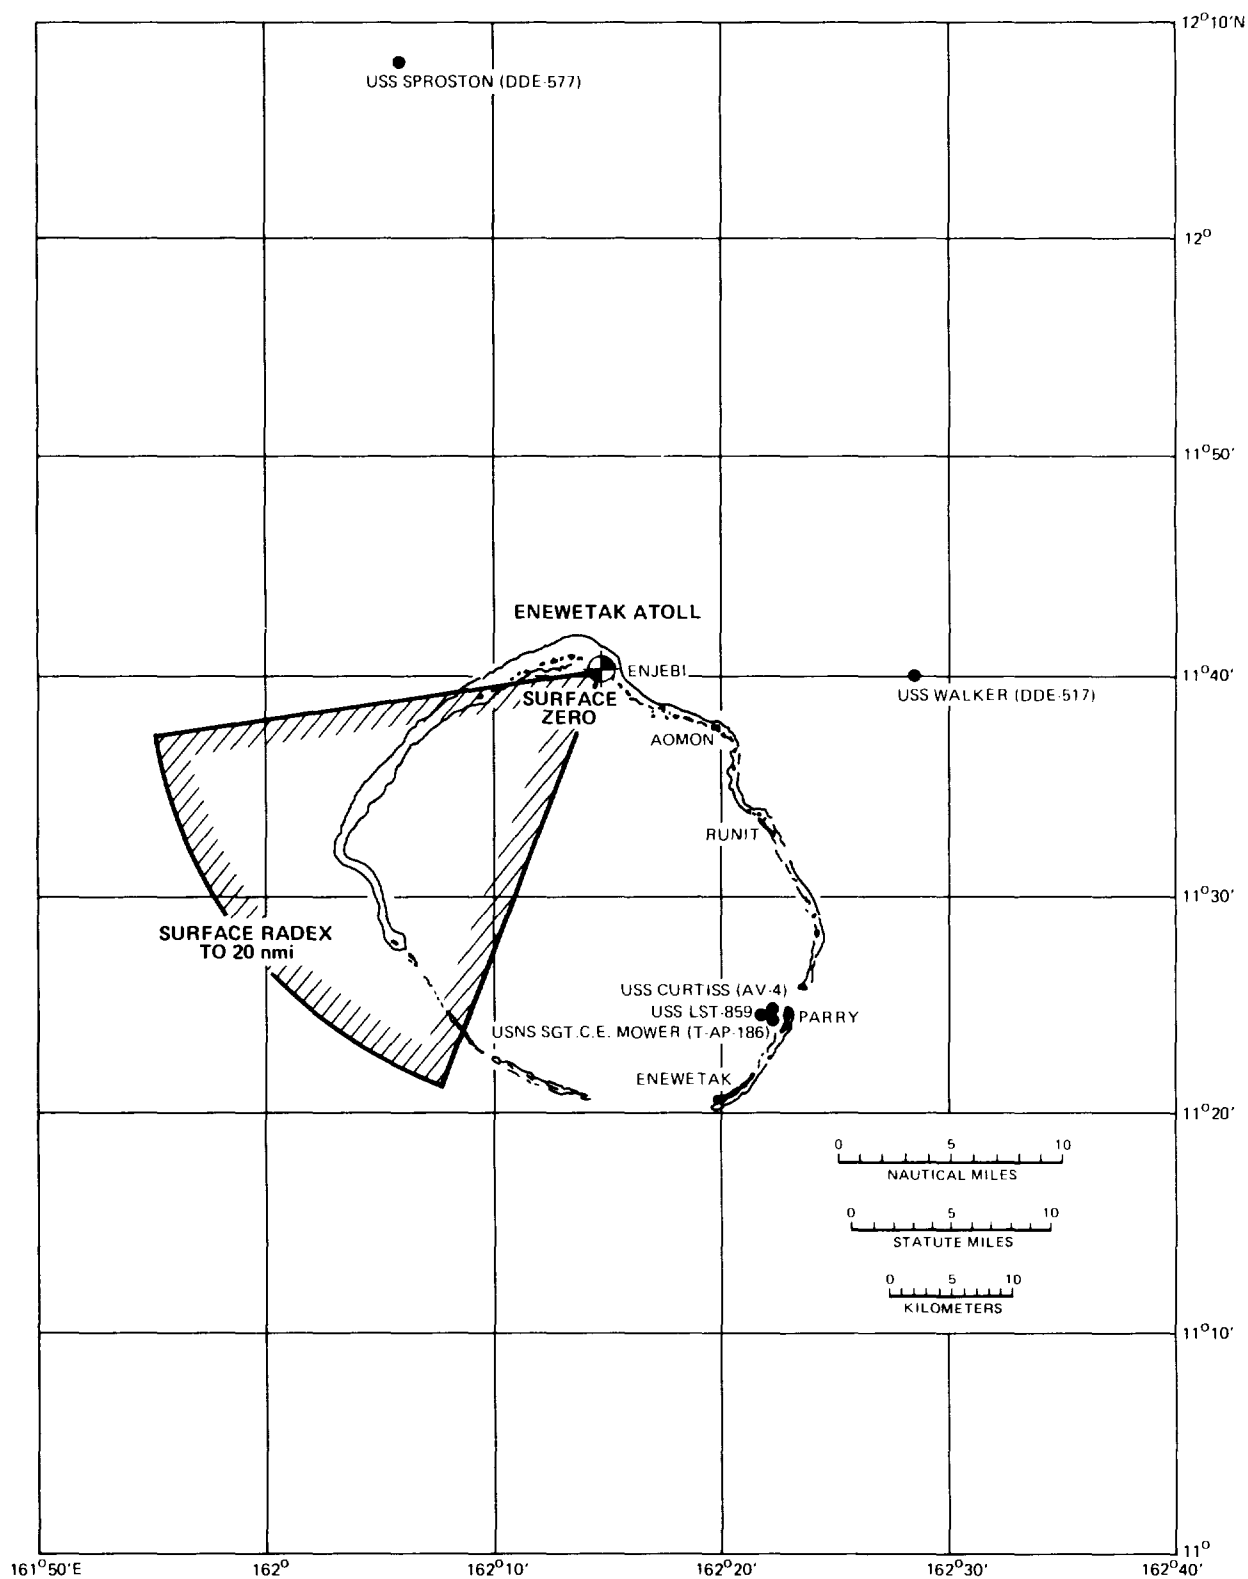 12°10'N
USS SPROSTON (DDE-577)
12°
11°50'
ENEWETAK ATOLL
ENJEBI
11°40'
SURFACE
ZERO
USS WALKER (DDE-517)
AOMON
RUNIT
11°30'
SURFACE RADEX
TO 20 nmi
USS CURTISS (AV-4)
USS LST-859
PARRY
USNS SGT.C.E. MOWER (T-AP-186)
ENEWETAK
11°20'
0 5 10
NAUTICAL MILES
0 5 10
STATUTE MILES
0 5 10
KILOMETERS
11°10'
11°
161°50'E 162° 162°10' 162°20' 162°30' 162°40'